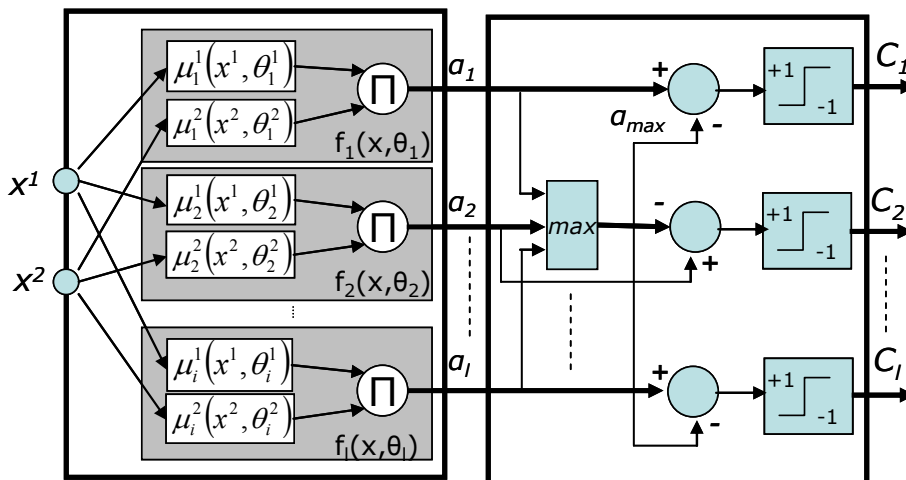 x¹
x²
μ₁¹(x¹, θ₁¹)
μ₁²(x², θ₁²)
Π
f₁(x,θ₁)
μ₂¹(x¹, θ₂¹)
μ₂²(x², θ₂²)
Π
f₂(x,θ₂)
μᵢ¹(x¹, θᵢ¹)
μᵢ²(x², θᵢ²)
Π
fₗ(x,θₗ)
a₁
a₂
aₗ
max
aₘₐₓ
+
-
-
+
+
-
+1
-1
C₁
+1
-1
C₂
+1
-1
Cₗ